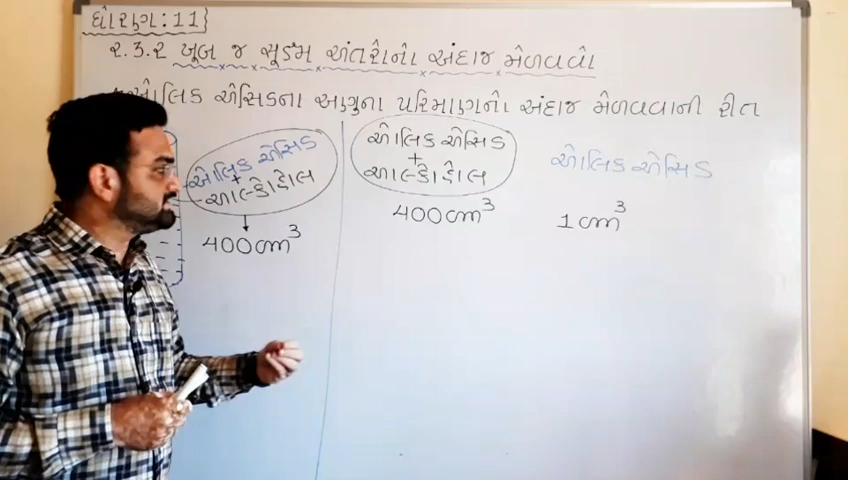 ધોરણ:11
૨.3.૨ ખૂબ જ સૂક્ષ્મ અંતરોનો અંદાજ મેળવવો
ઓલિક એસિડના અણુના પરિમાણનો અંદાજ મેળવવાની રીત
ઓલિક એસિડ
+
આલ્કોહોલ
400cm³
ઓલિક એસિડ
+
આલ્કોહોલ
400cm³
ઓલિક એસિડ
1cm³